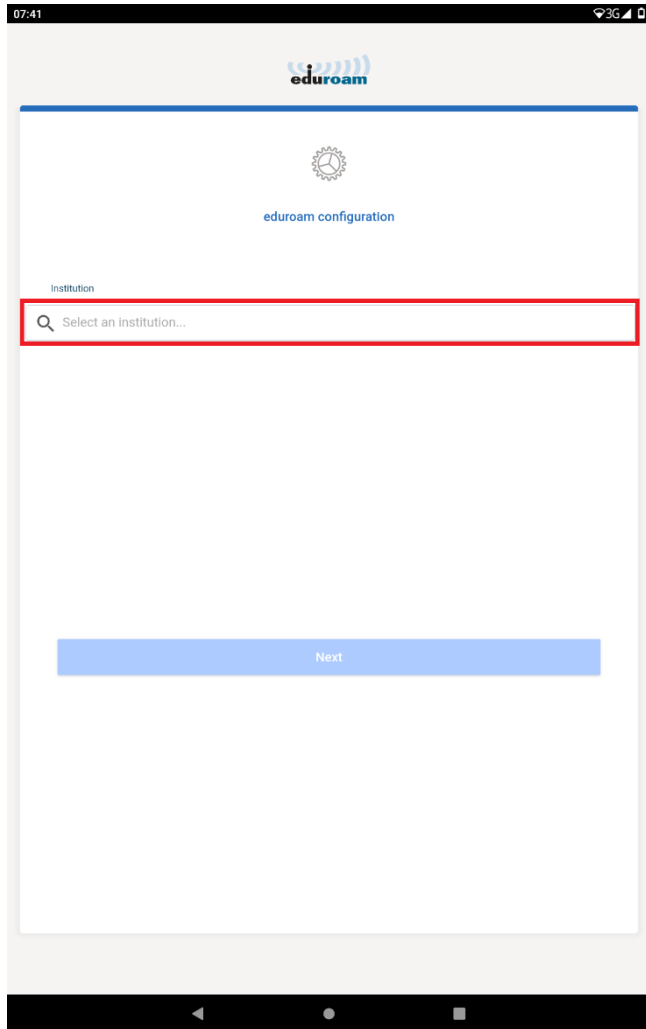 07:41
3G
eduroam
eduroam configuration
Institution
Select an institution...
Next